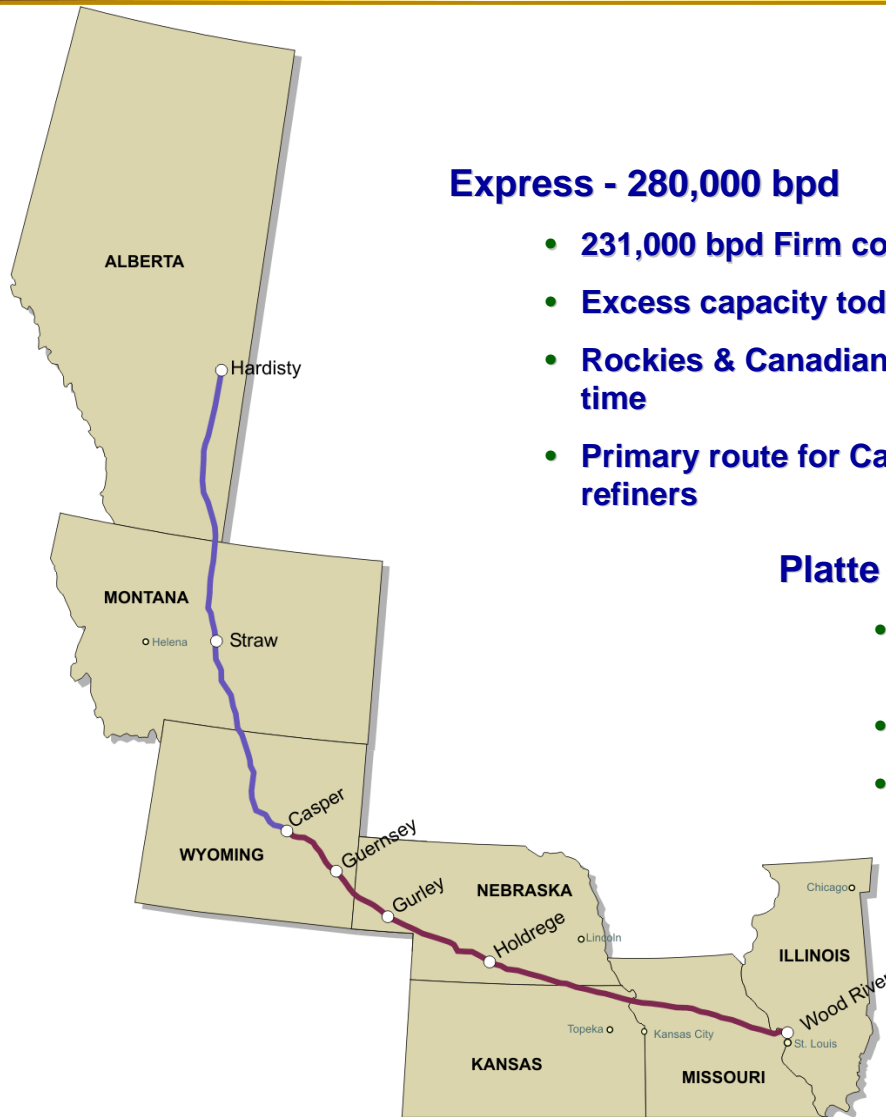 Express - 280,000 bpd
• 231,000 bpd Firm co
• Excess capacity tod
• Rockies & Canadian
time
• Primary route for Ca
refiners
Platte
ALBERTA
Hardisty
MONTANA
Helena
Straw
WYOMING
Casper
Guernsey
Gurley
NEBRASKA
Holdrege
Lincoln
Chicago
ILLINOIS
Wood River
St. Louis
Topeka
Kansas City
KANSAS
MISSOURI